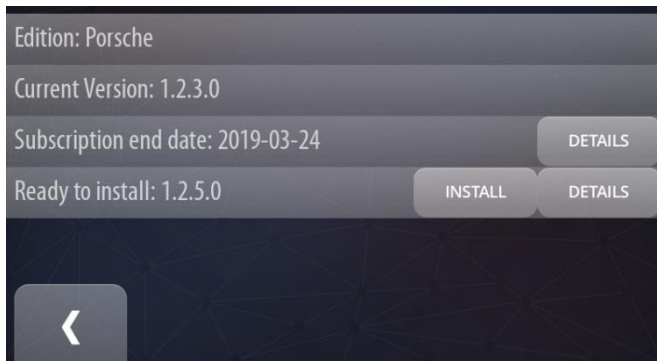 Edition: Porsche
Current Version: 1.2.3.0
Subscription end date: 2019-03-24 DETAILS
Ready to install: 1.2.5.0 INSTALL DETAILS